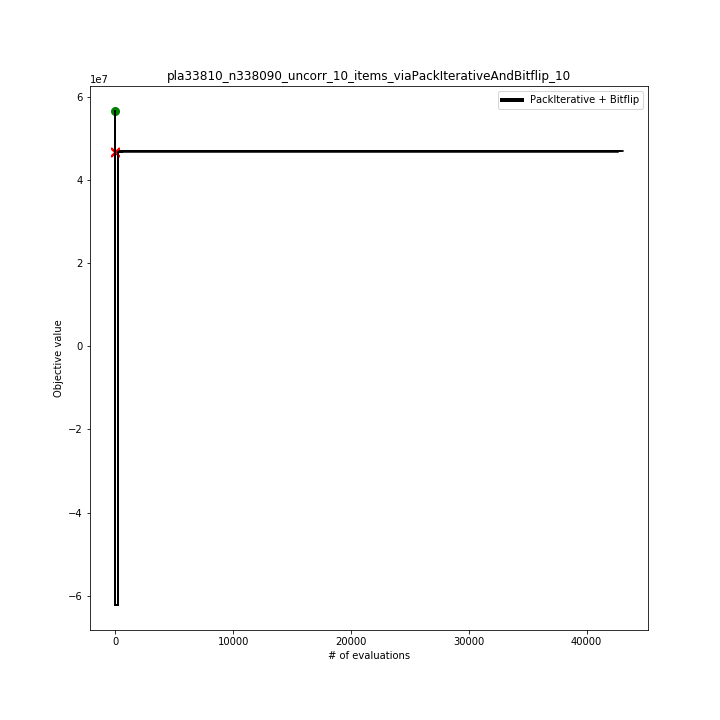 pla33810_n338090_uncorr_10_items_viaPackIterativeAndBitflip_10
1e7
PackIterative + Bitflip
6
4
2
0
−2
−4
−6
Objective value
0 10000 20000 30000 40000
# of evaluations